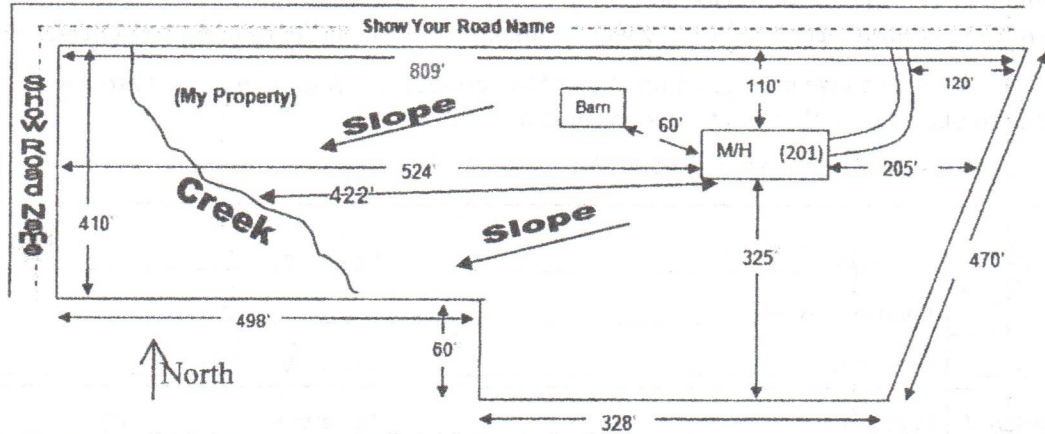 Show Your Road Name
Show Road Name
809'
110'
120'
(My Property)
Slope
Barn
60'
M/H (201)
524'
205'
422'
Creek
410'
Slope
325'
470'
498'
60'
North
328'